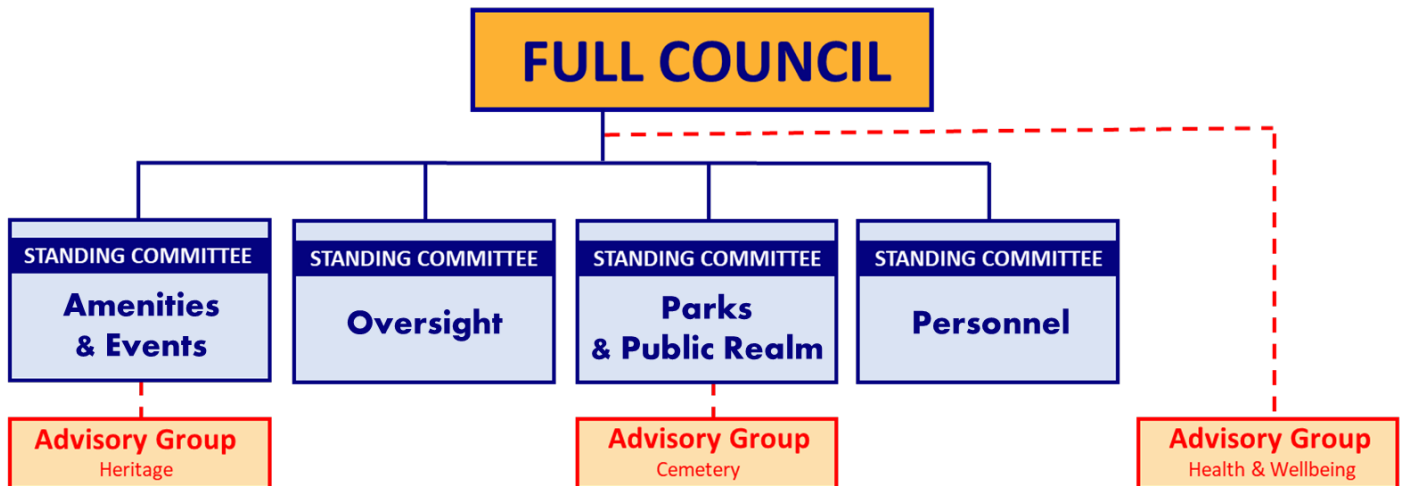 FULL COUNCIL
STANDING COMMITTEE
Amenities
& Events
STANDING COMMITTEE
Oversight
STANDING COMMITTEE
Parks
& Public Realm
STANDING COMMITTEE
Personnel
Advisory Group
Heritage
Advisory Group
Cemetery
Advisory Group
Health & Wellbeing